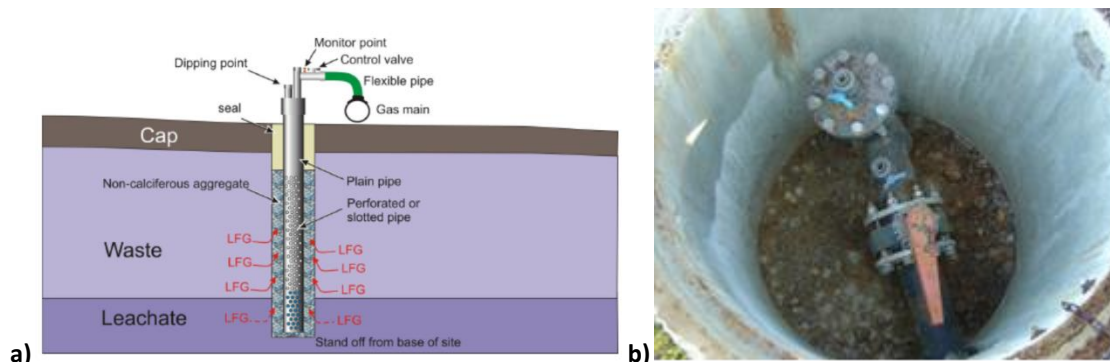 Monitor point
Control valve
Dipping point
Flexible pipe
Gas main
seal
Cap
Non-calciferous aggregate
Plain pipe
Perforated or
slotted pipe
LFG
LFG
LFG
LFG
Waste
LFG
LFG
LFG
LFG
Leachate
Stand off from base of site
a)
b)